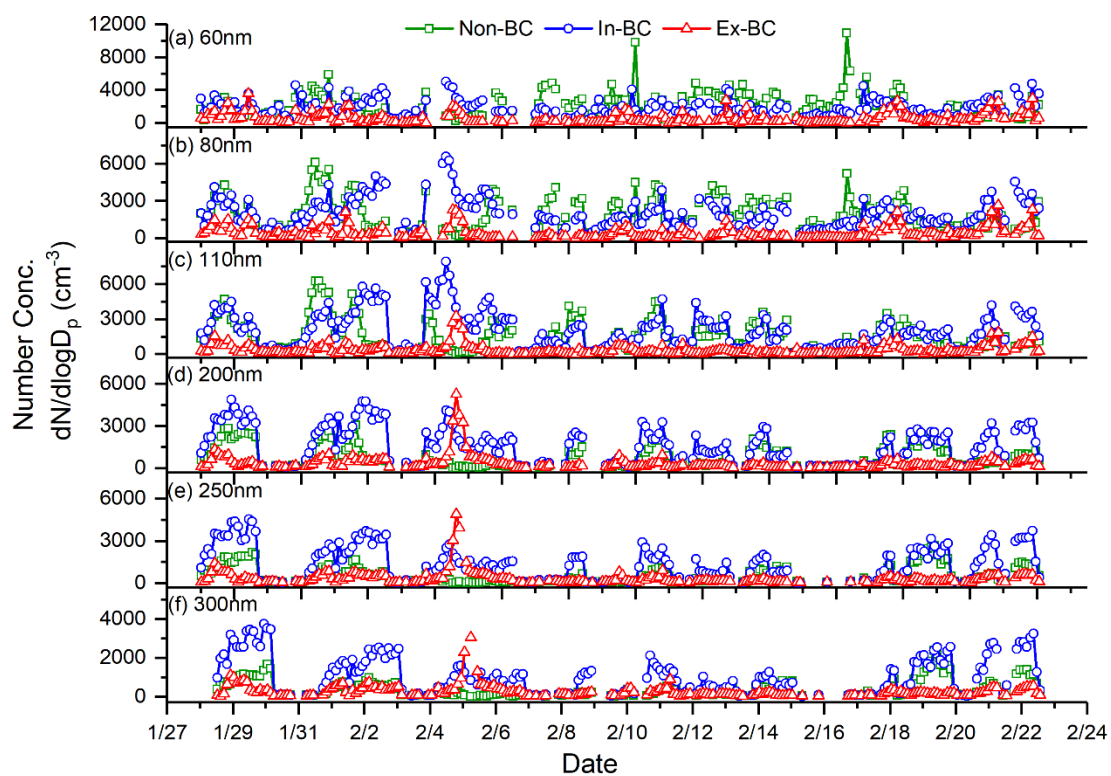 Non-BC In-BC Ex-BC
(a) 60nm
12000
8000
4000
0
(b) 80nm
6000
3000
0
(c) 110nm
6000
3000
0
(d) 200nm
6000
3000
0
(e) 250nm
6000
3000
0
(f) 300nm
4000
2000
0
Number Conc.
dN/dlogDp (cm-3)
1/27 1/29 1/31 2/2 2/4 2/6 2/8 2/10 2/12 2/14 2/16 2/18 2/20 2/22 2/24
Date